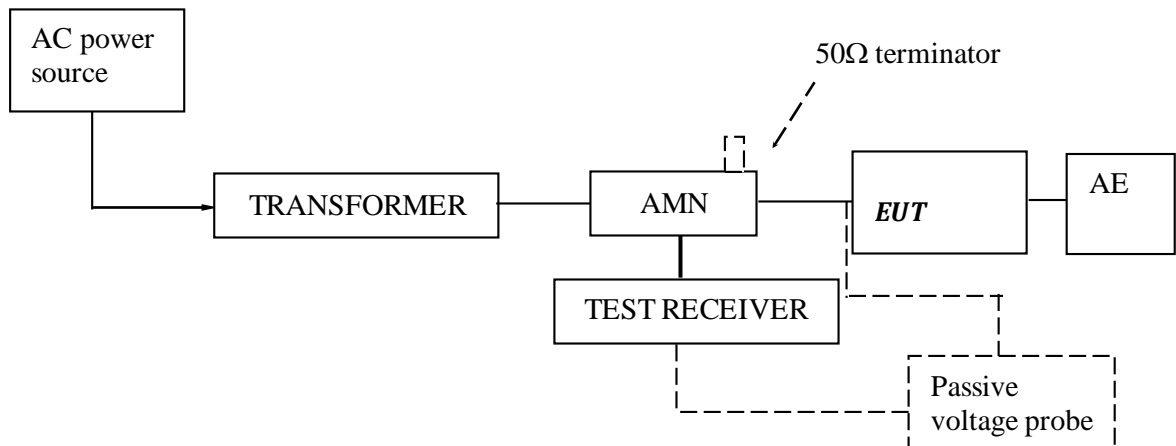 AC power
source
50Ω terminator
TRANSFORMER
AMN
EUT
AE
TEST RECEIVER
Passive
voltage probe